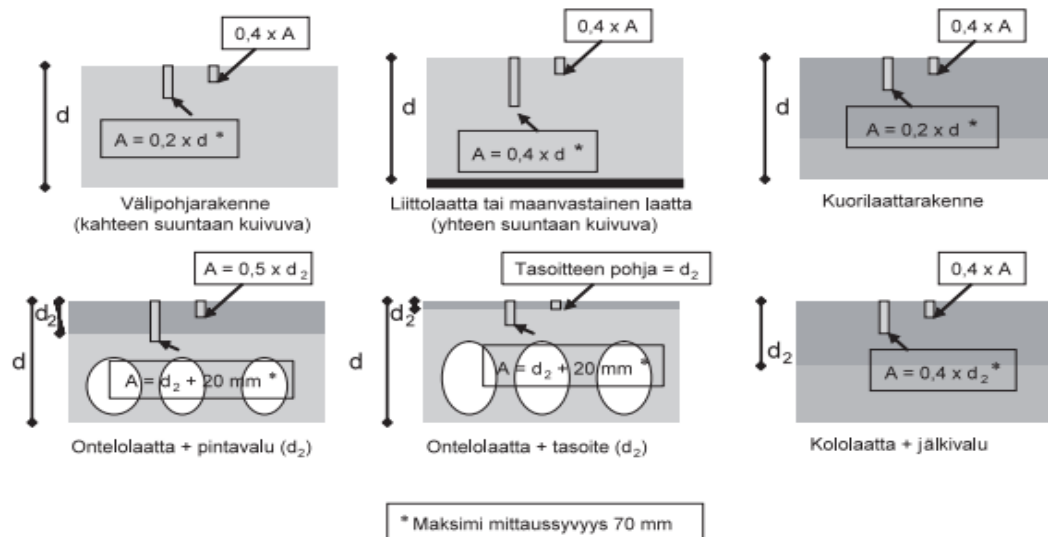 0,4 x A
d
A = 0,2 x d *
Välipohjarakenne
(kahteen suuntaan kuivuva)
0,4 x A
d
A = 0,4 x d *
Liittolaatta tai maanvastainen laatta
(yhteen suuntaan kuivuva)
0,4 x A
d
A = 0,2 x d *
Kuorilaattarakenne
A = 0,5 x d₂
d₂
d
A = d₂ + 20 mm *
Ontelolaatta + pintavalu (d₂)
Tasoitteen pohja = d₂
d₂
d
A = d₂ + 20 mm *
Ontelolaatta + tasoite (d₂)
0,4 x A
d₂
A = 0,4 x d₂ *
Kololaatta + jälkivalu
* Maksimi mittaussyvyys 70 mm